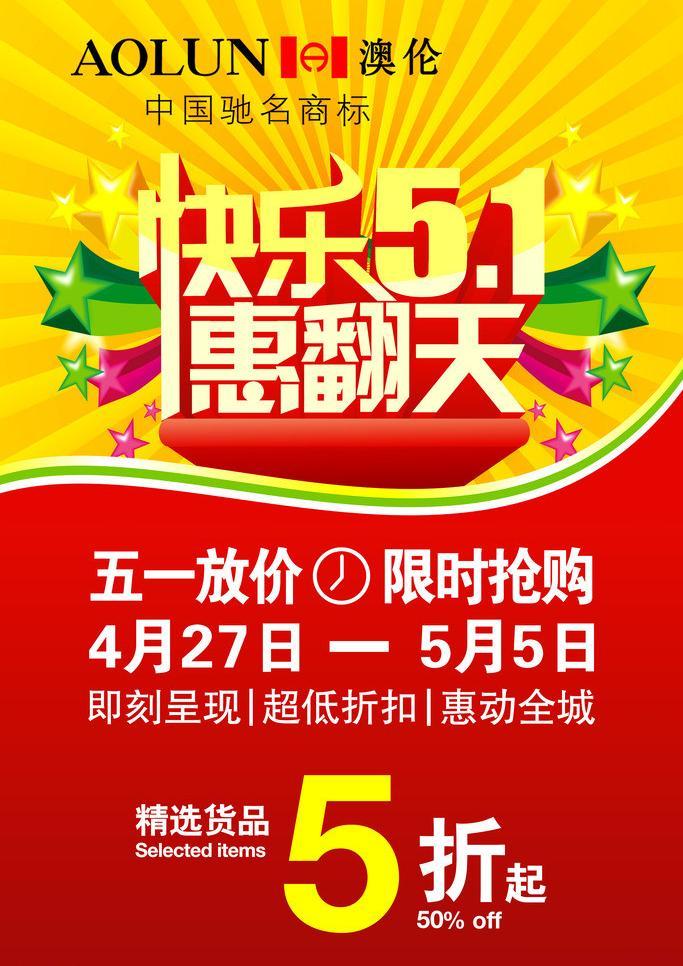 AOLUN 澳伦
中国驰名商标
快乐5.1
惠翻天
五一放价 限时抢购
4月27日 — 5月5日
即刻呈现|超低折扣|惠动全城
精选货品
Selected items
5折起
50% off